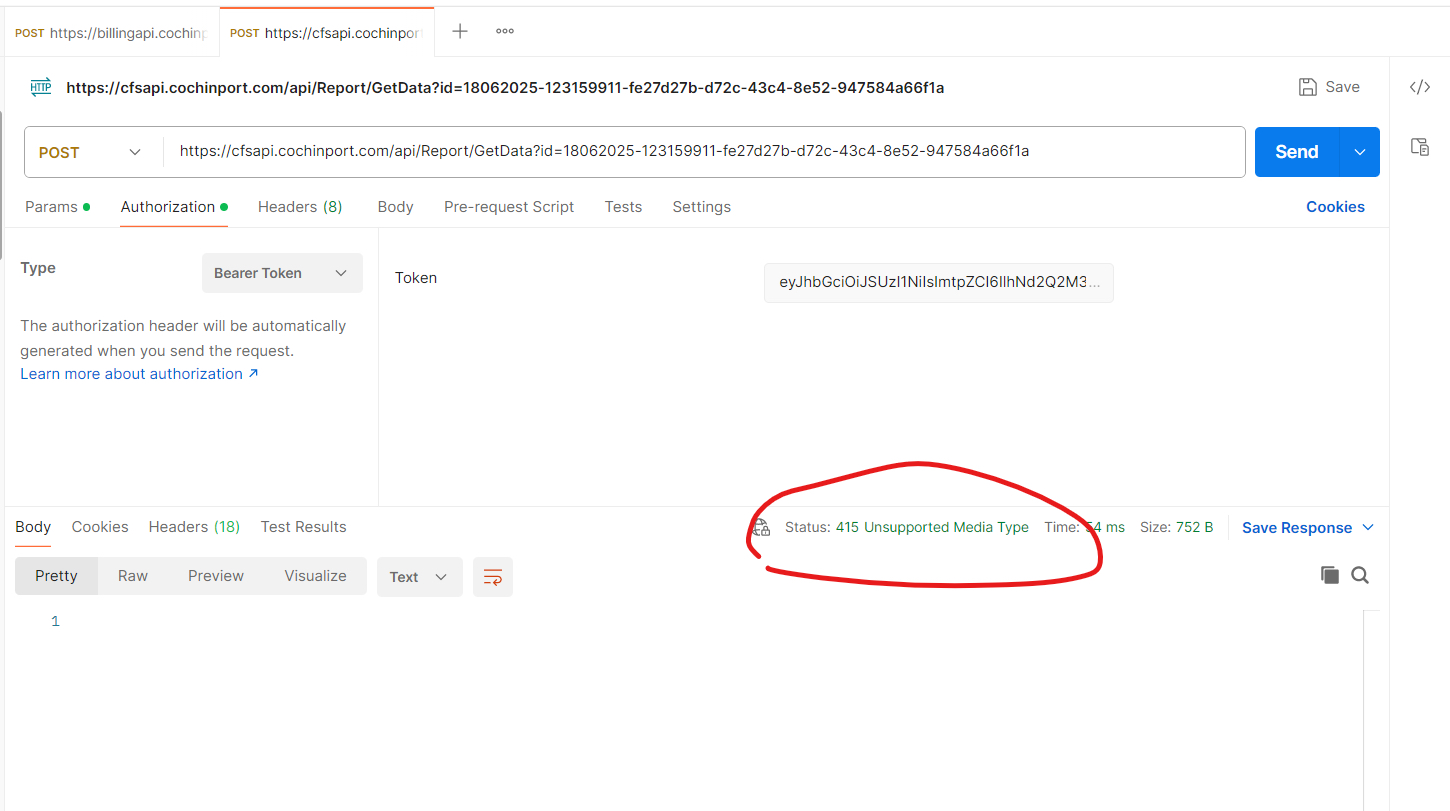 POST https://billingapi.cochinp
POST https://cfsapi.cochinpor
HTTP https://cfsapi.cochinport.com/api/Report/GetData?id=18062025-123159911-fe27d27b-d72c-43c4-8e52-947584a66f1a
Save
</>
POST https://cfsapi.cochinport.com/api/Report/GetData?id=18062025-123159911-fe27d27b-d72c-43c4-8e52-947584a66f1a
Send
Params Authorization Headers (8) Body Pre-request Script Tests Settings
Cookies
Type Bearer Token
The authorization header will be automatically
generated when you send the request.
Learn more about authorization ↗
Token eyJhbGciOiJSUzI1NiIsImtpZCI6IlhNd2Q2M3...
Body Cookies Headers (18) Test Results
Status: 415 Unsupported Media Type Time: 54 ms Size: 752 B
Save Response
Pretty Raw Preview Visualize Text
1